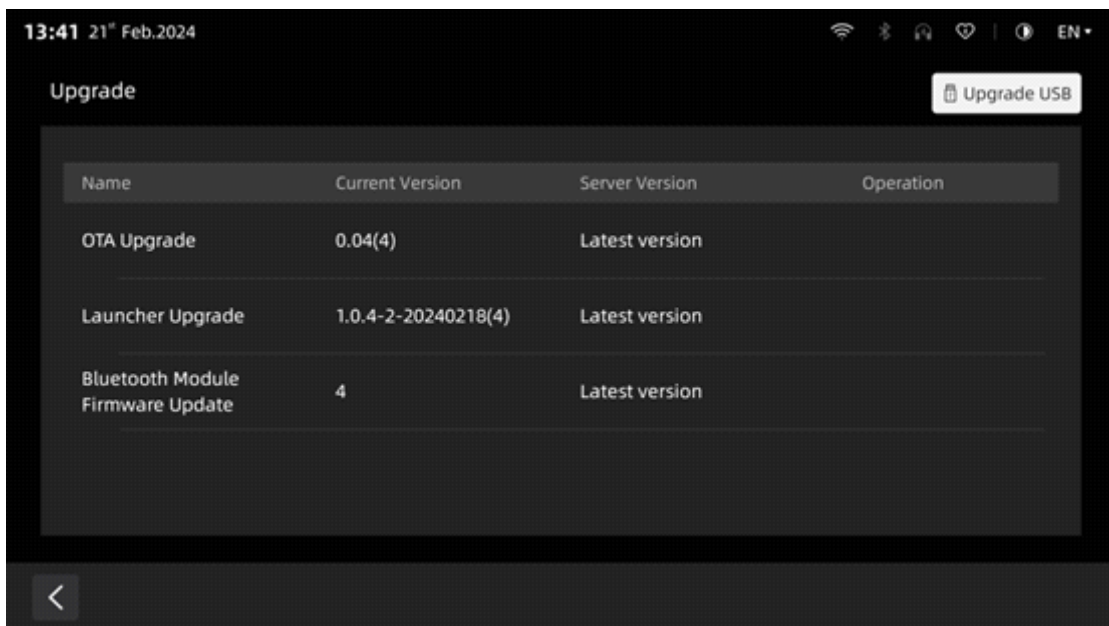 13:41 21st Feb.2024 EN
Upgrade
Upgrade USB
Name Current Version Server Version Operation
OTA Upgrade 0.04(4) Latest version
Launcher Upgrade 1.0.4-2-20240218(4) Latest version
Bluetooth Module
Firmware Update 4 Latest version